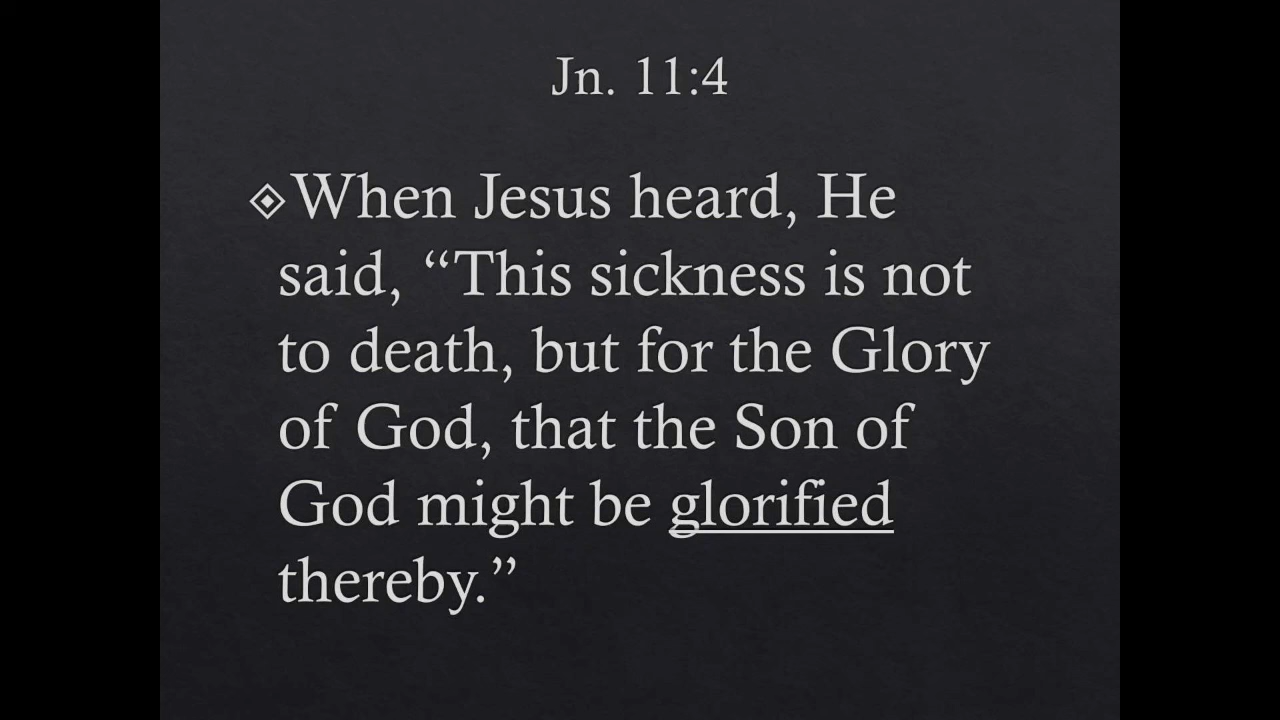 Jn. 11:4
When Jesus heard, He
said, “This sickness is not
to death, but for the Glory
of God, that the Son of
God might be glorified
thereby.”